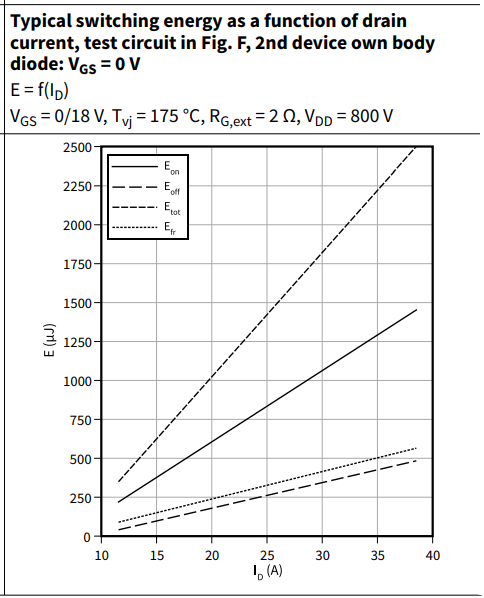 Typical switching energy as a function of drain
current, test circuit in Fig. F, 2nd device own body
diode: VGS = 0 V
E = f(ID)
VGS = 0/18 V, Tvj = 175 °C, RG,ext = 2 Ω, VDD = 800 V
2500
Eon
2250
Eoff
Etot
2000
Efr
1750
1500
E (µJ)
1250
1000
750
500
250
0
10 15 20 25 30 35 40
ID (A)